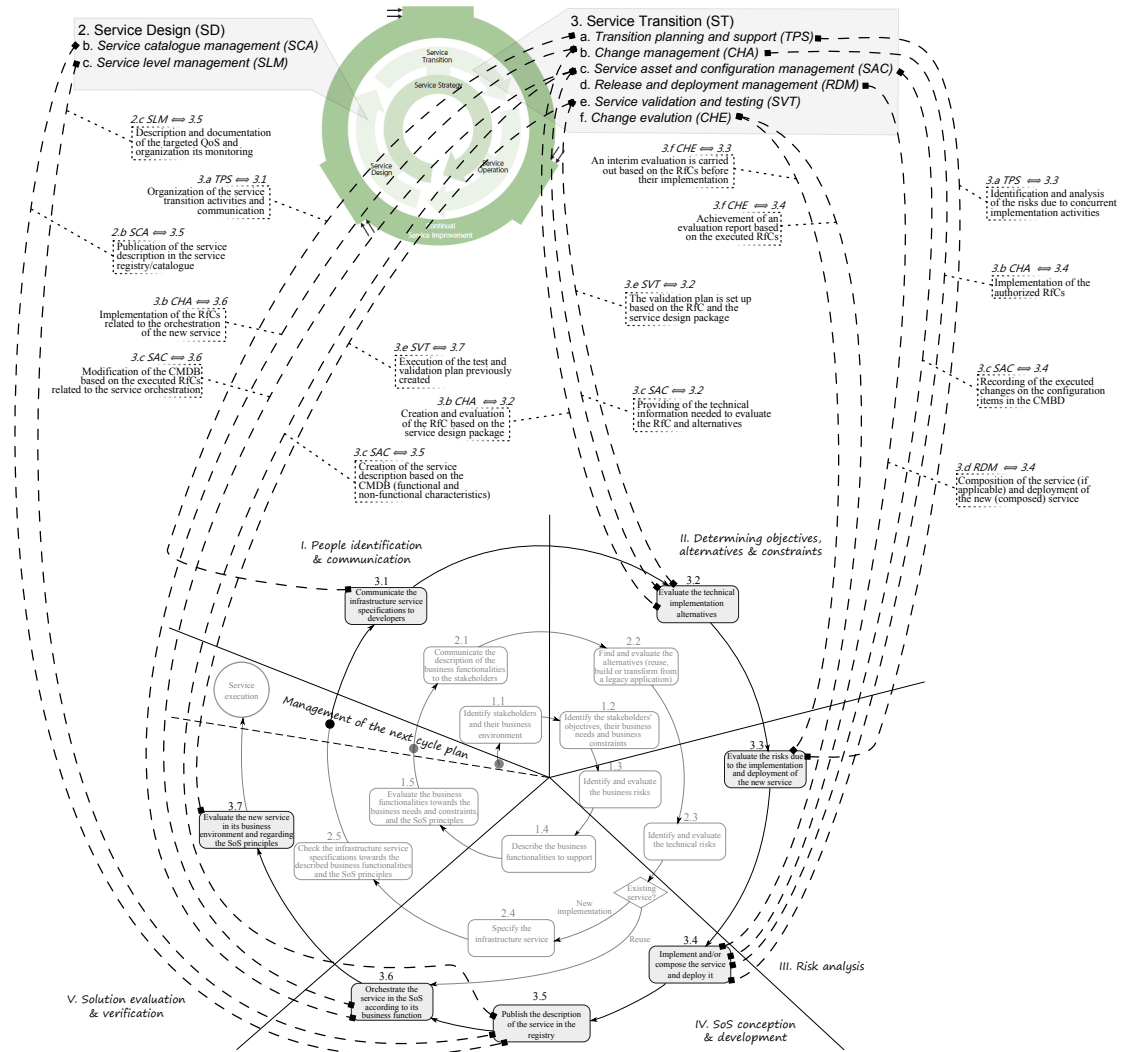 2. Service Design (SD)
b. Service catalogue management (SCA)
c. Service level management (SLM)
Service
Transition
Service Strategy
Service
Design
Service
Operation
Continual
Service Improvement
3. Service Transition (ST)
a. Transition planning and support (TPS)
b. Change management (CHA)
c. Service asset and configuration management (SAC)
d. Release and deployment management (RDM)
e. Service validation and testing (SVT)
f. Change evalution (CHE)
2.c SLM ⟺ 3.5
Description and documentation
of the targeted QoS and
organization its monitoring
3.a TPS ⟺ 3.1
Organization of the service
transition activities and
communication
2.b SCA ⟺ 3.5
Publication of the service
description in the service
registry/catalogue
3.b CHA ⟺ 3.6
Implementation of the RfCs
related to the orchestration
of the new service
3.c SAC ⟺ 3.6
Modification of the CMDB
based on the executed RfCs
related to the service orchestration
3.e SVT ⟺ 3.7
Execution of the test and
validation plan previously
created
3.b CHA ⟺ 3.2
Creation and evaluation
of the RfC based on the
service design package
3.c SAC ⟺ 3.5
Creation of the service
description based on the
CMDB (functional and
non-functional characteristics)
3.f CHE ⟺ 3.3
An interim evaluation is carried
out based on the RfCs before
their implementation
3.f CHE ⟺ 3.4
Achievement of an
evaluation report based
on the executed RfCs
3.e SVT ⟺ 3.2
The validation plan is set up
based on the RfC and the
service design package
3.c SAC ⟺ 3.2
Providing of the technical
information needed to evaluate
the RfC and alternatives
3.a TPS ⟺ 3.3
Identification and analysis
of the risks due to concurrent
implementation activities
3.b CHA ⟺ 3.4
Implementation of the
authorized RfCs
3.c SAC ⟺ 3.4
Recording of the executed
changes on the configuration
items in the CMBD
3.d RDM ⟺ 3.4
Composition of the service (if
applicable) and deployment of
the new (composed) service
I. People identification
& communication
II. Determining objectives,
alternatives & constraints
3.1
Communicate the
infrastructure service
specifications to
developers
3.2
Evaluate the technical
implementation
alternatives
2.1
Communicate the
description of the
business functionalities
to the stakeholders
2.2
Find and evaluate the
alternatives (reuse,
build or transform from
a legacy application)
Service
execution
Management of the next cycle plan
1.1
Identify stakeholders
and their business
environment
1.2
Identify the stakeholders'
objectives, their business
needs and business
constraints
3.3
Evaluate the risks due
to the implementation
and deployment of
the new service
1.3
Identify and evaluate
the business risks
1.5
Evaluate the business
functionalities towards the
business needs and constraints,
and the SoS principles
1.4
Describe the business
functionalities to support
2.3
Identify and evaluate
the technical risks
3.7
Evaluate the new service
in its business
environment and regarding
the SoS principles
2.5
Check the infrastructure service
specifications towards the
described business functionalities
and the SoS principles
Existing
service?
New
implementation
Reuse
2.4
Specify the
infrastructure service
3.4
Implement and/or
compose the service
and deploy it
III. Risk analysis
3.6
Orchestrate the
service in the SoS
according to its
business function
3.5
Publish the description
of the service in the
registry
V. Solution evaluation
& verification
IV. SoS conception
& development